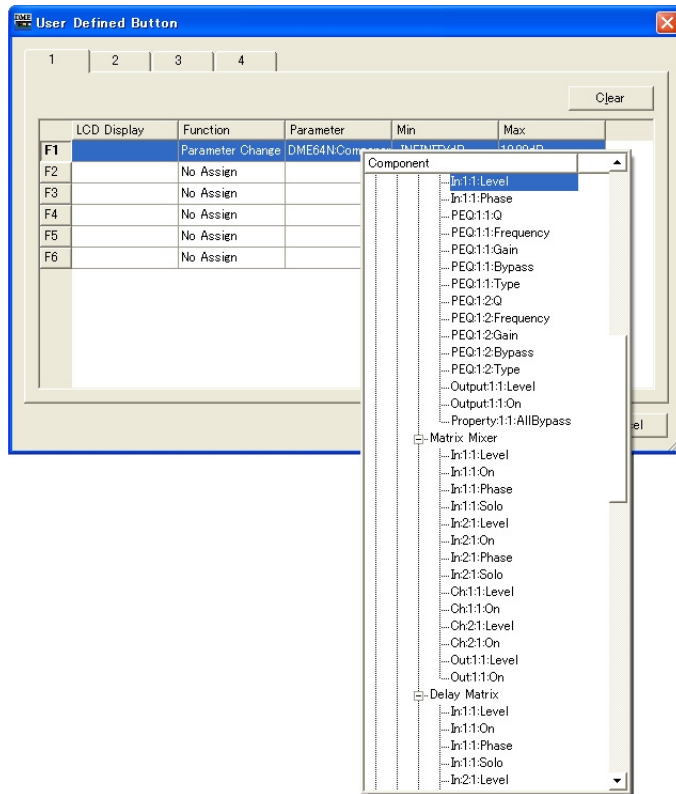 DME User Defined Button
1 2 3 4
Clear
LCD Display Function Parameter Min Max
F1 Parameter Change
F2 No Assign
F3 No Assign
F4 No Assign
F5 No Assign
F6 No Assign
Component
In:1:1:Level
In:1:1:Phase
PEQ:1:1:Q
PEQ:1:1:Frequency
PEQ:1:1:Gain
PEQ:1:1:Bypass
PEQ:1:1:Type
PEQ:1:2:Q
PEQ:1:2:Frequency
PEQ:1:2:Gain
PEQ:1:2:Bypass
PEQ:1:2:Type
Output:1:1:Level
Output:1:1:On
Property:1:1:AllBypass
Matrix Mixer
In:1:1:Level
In:1:1:On
In:1:1:Phase
In:1:1:Solo
In:2:1:Level
In:2:1:On
In:2:1:Phase
In:2:1:Solo
Ch:1:1:Level
Ch:1:1:On
Ch:2:1:Level
Ch:2:1:On
Out:1:1:Level
Out:1:1:On
Delay Matrix
In:1:1:Level
In:1:1:On
In:1:1:Phase
In:1:1:Solo
In:2:1:Level